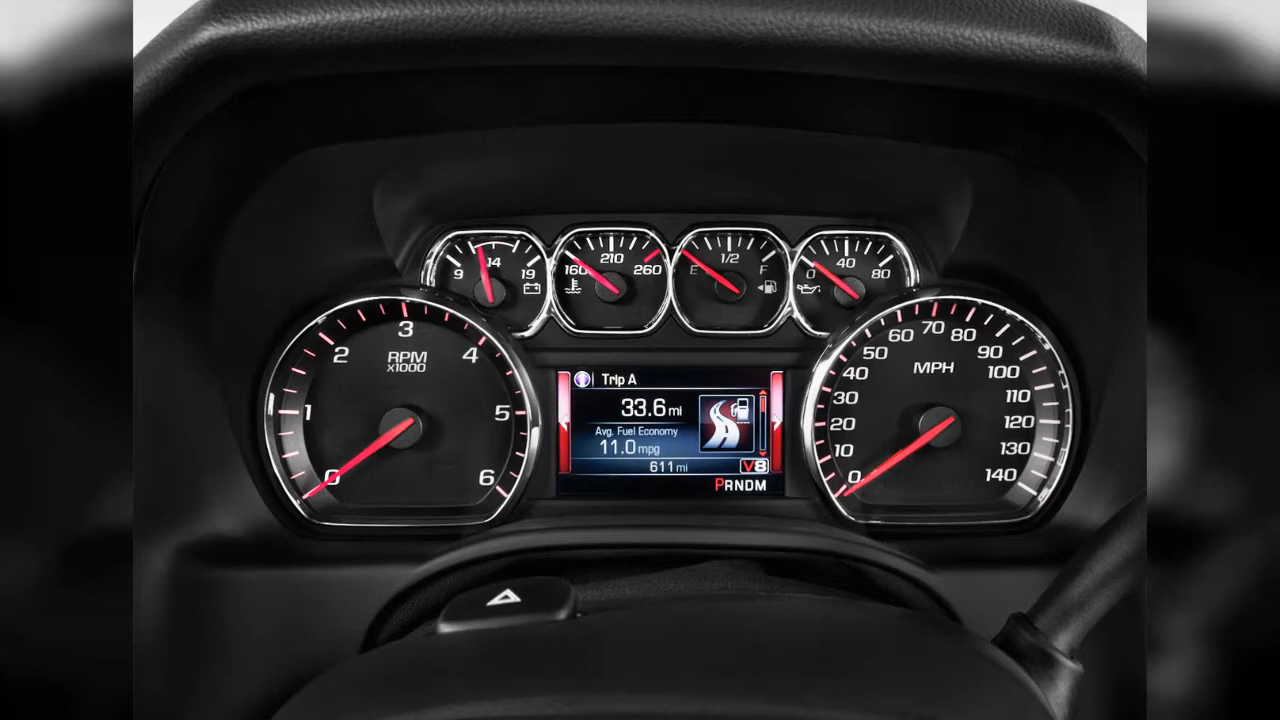 9 14 19
160 210 260
E 1/2 F
0 40 80
0 1 2 3 4 5 6
RPM
x1000
Trip A
33.6 mi
Avg. Fuel Economy
11.0 mpg
611 mi
V8
PRNDM
0 10 20 30 40 50 60 70 80 90 100 110 120 130 140
MPH